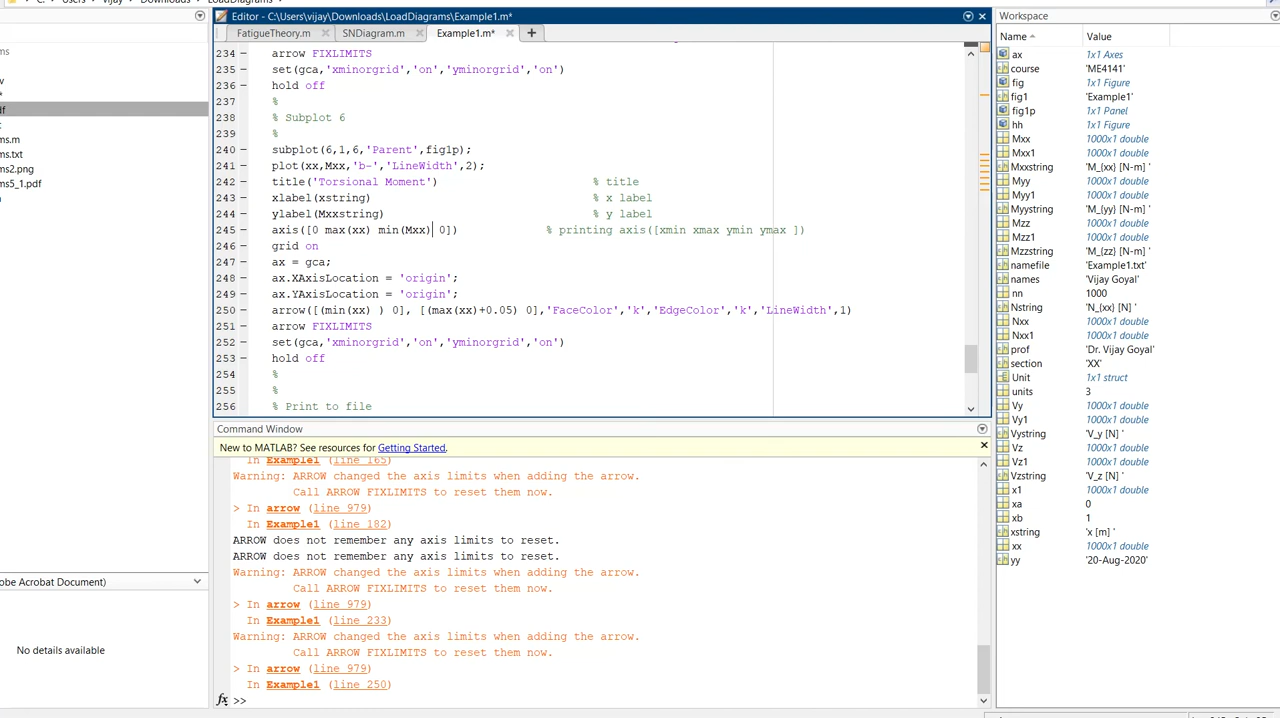 Editor - C:\Users\vijay\Downloads\LoadDiagrams\Example1.m*
FatigueTheory.m
SNDiagram.m
Example1.m*
234 - arrow FIXLIMITS
235 - set(gca,'xminorgrid','on','yminorgrid','on')
236 - hold off
237 %
238 % Subplot 6
239 %
240 - subplot(6,1,6,'Parent',fig1p);
241 - plot(xx,Mxx,'b-','LineWidth',2);
242 - title('Torsional Moment') % title
243 - xlabel(xstring) % x label
244 - ylabel(Mxxstring) % y label
245 - axis([0 max(xx) min(Mxx) 0]) % printing axis([xmin xmax ymin ymax ])
246 - grid on
247 - ax = gca;
248 - ax.XAxisLocation = 'origin';
249 - ax.YAxisLocation = 'origin';
250 - arrow([(min(xx) ) 0], [(max(xx)+0.05) 0],'FaceColor','k','EdgeColor','k','LineWidth',1)
251 - arrow FIXLIMITS
252 - set(gca,'xminorgrid','on','yminorgrid','on')
253 - hold off
254 %
255 %
256 % Print to file
Command Window
New to MATLAB? See resources for Getting Started.
In Example1 (line 165)
Warning: ARROW changed the axis limits when adding the arrow.
Call ARROW FIXLIMITS to reset them now.
> In arrow (line 979)
In Example1 (line 182)
ARROW does not remember any axis limits to reset.
ARROW does not remember any axis limits to reset.
Warning: ARROW changed the axis limits when adding the arrow.
Call ARROW FIXLIMITS to reset them now.
> In arrow (line 979)
In Example1 (line 233)
Warning: ARROW changed the axis limits when adding the arrow.
Call ARROW FIXLIMITS to reset them now.
> In arrow (line 979)
In Example1 (line 250)
fx >>
ms.m
ms.txt
ms2.png
ms5_1.pdf
obe Acrobat Document)
No details available
Workspace
Name Value
ax 1x1 Axes
course 'ME4141'
fig 1x1 Figure
fig1 'Example1'
fig1p 1x1 Panel
hh 1x1 Figure
Mxx 1000x1 double
Mxx1 1000x1 double
Mxxstring 'M_{xx} [N-m] '
Myy 1000x1 double
Myy1 1000x1 double
Myystring 'M_{yy} [N-m] '
Mzz 1000x1 double
Mzz1 1000x1 double
Mzzstring 'M_{zz} [N-m] '
namefile 'Example1.txt'
names 'Vijay Goyal'
nn 1000
Nstring 'N_{xx} [N] '
Nxx 1000x1 double
Nxx1 1000x1 double
prof 'Dr. Vijay Goyal'
section 'XX'
Unit 1x1 struct
units 3
Vy 1000x1 double
Vy1 1000x1 double
Vystring 'V_y [N] '
Vz 1000x1 double
Vz1 1000x1 double
Vzstring 'V_z [N] '
x1 1000x1 double
xa 0
xb 1
xstring 'x [m] '
xx 1000x1 double
yy '20-Aug-2020'